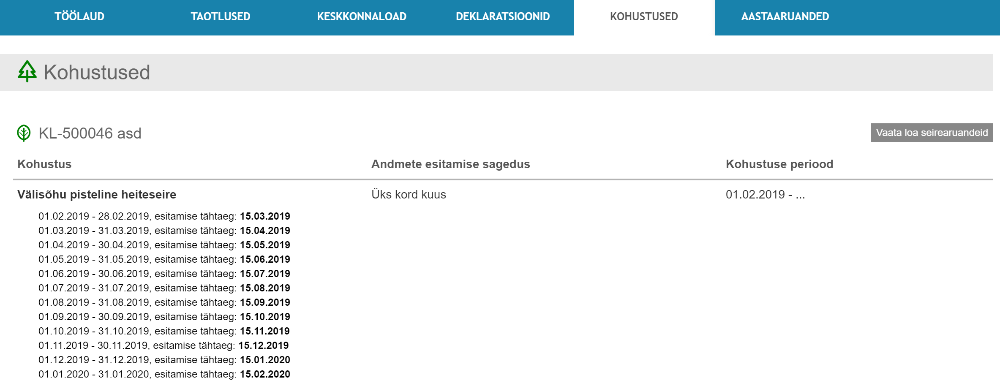 TÖÖLAUD TAOTLUSED KESKKONNALOAD DEKLARATSIOONID KOHUSTUSED AASTAARUANDED
Kohustused
KL-500046 asd Vaata loa seirearuandeid
Kohustus Andmete esitamise sagedus Kohustuse periood
Välisõhu pisteline heiteseire Üks kord kuus 01.02.2019 - ...
01.02.2019 - 28.02.2019, esitamise tähtaeg: 15.03.2019
01.03.2019 - 31.03.2019, esitamise tähtaeg: 15.04.2019
01.04.2019 - 30.04.2019, esitamise tähtaeg: 15.05.2019
01.05.2019 - 31.05.2019, esitamise tähtaeg: 15.06.2019
01.06.2019 - 30.06.2019, esitamise tähtaeg: 15.07.2019
01.07.2019 - 31.07.2019, esitamise tähtaeg: 15.08.2019
01.08.2019 - 31.08.2019, esitamise tähtaeg: 15.09.2019
01.09.2019 - 30.09.2019, esitamise tähtaeg: 15.10.2019
01.10.2019 - 31.10.2019, esitamise tähtaeg: 15.11.2019
01.11.2019 - 30.11.2019, esitamise tähtaeg: 15.12.2019
01.12.2019 - 31.12.2019, esitamise tähtaeg: 15.01.2020
01.01.2020 - 31.01.2020, esitamise tähtaeg: 15.02.2020